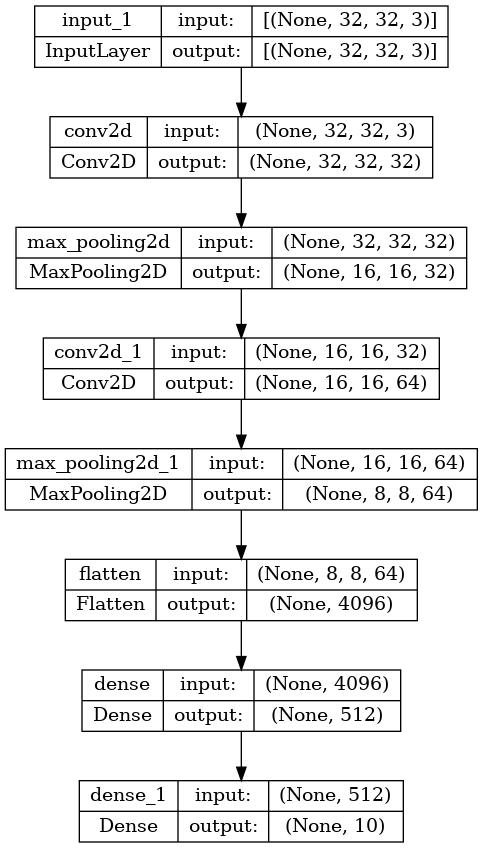 input_1 input: [(None, 32, 32, 3)]
InputLayer output: [(None, 32, 32, 3)]
conv2d input: (None, 32, 32, 3)
Conv2D output: (None, 32, 32, 32)
max_pooling2d input: (None, 32, 32, 32)
MaxPooling2D output: (None, 16, 16, 32)
conv2d_1 input: (None, 16, 16, 32)
Conv2D output: (None, 16, 16, 64)
max_pooling2d_1 input: (None, 16, 16, 64)
MaxPooling2D output: (None, 8, 8, 64)
flatten input: (None, 8, 8, 64)
Flatten output: (None, 4096)
dense input: (None, 4096)
Dense output: (None, 512)
dense_1 input: (None, 512)
Dense output: (None, 10)